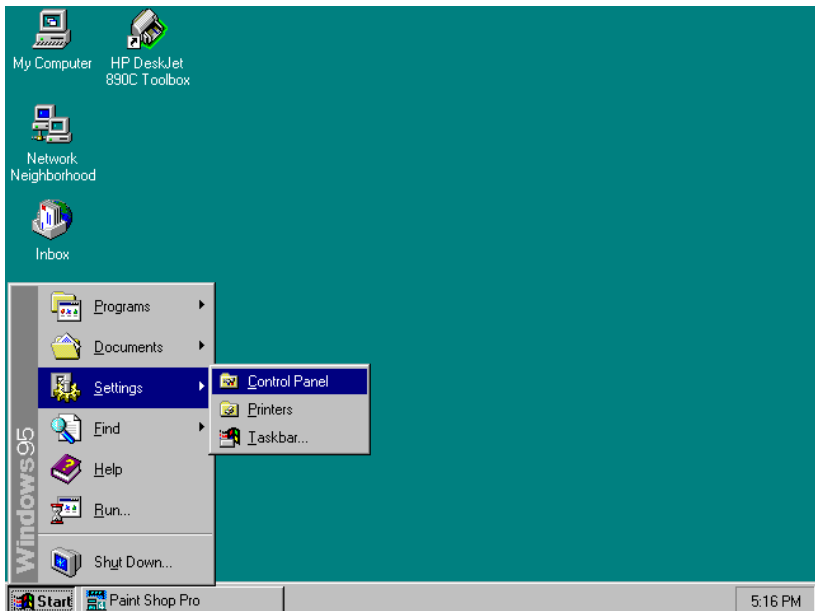 My Computer
HP DeskJet
890C Toolbox
Network
Neighborhood
Inbox
Programs
Documents
Settings
Control Panel
Printers
Taskbar...
Find
Help
Run...
Shut Down...
Windows95
Start
Paint Shop Pro
5:16 PM